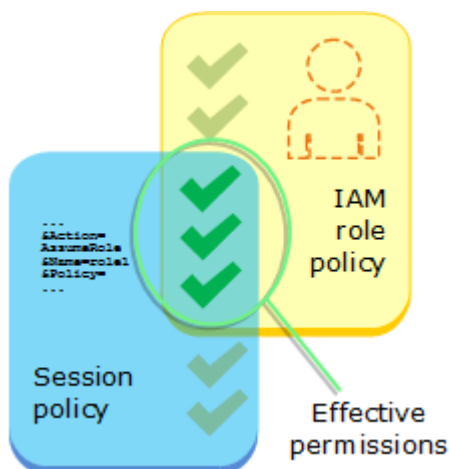 IAM
role
policy
...
&Action=
AssumeRole
&Name=role1
&Policy=
...
Session
policy
Effective
permissions